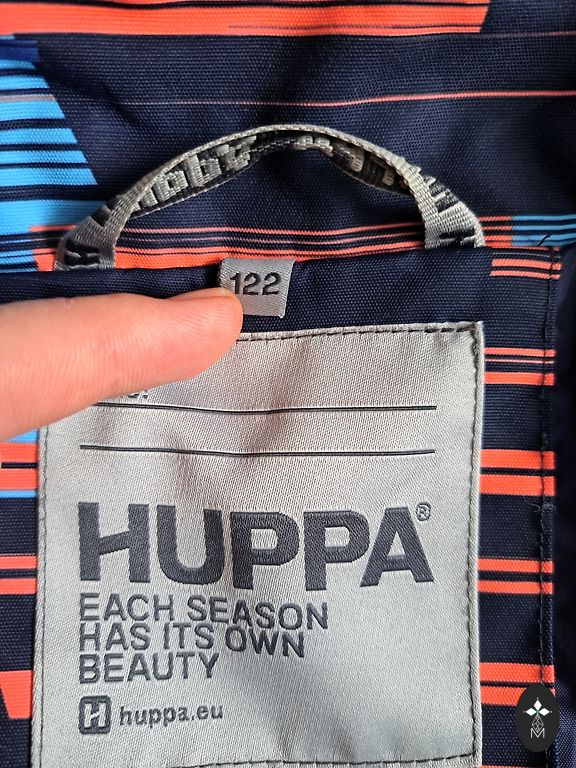 122
HUPPA®
EACH SEASON
HAS ITS OWN
BEAUTY
H huppa.eu